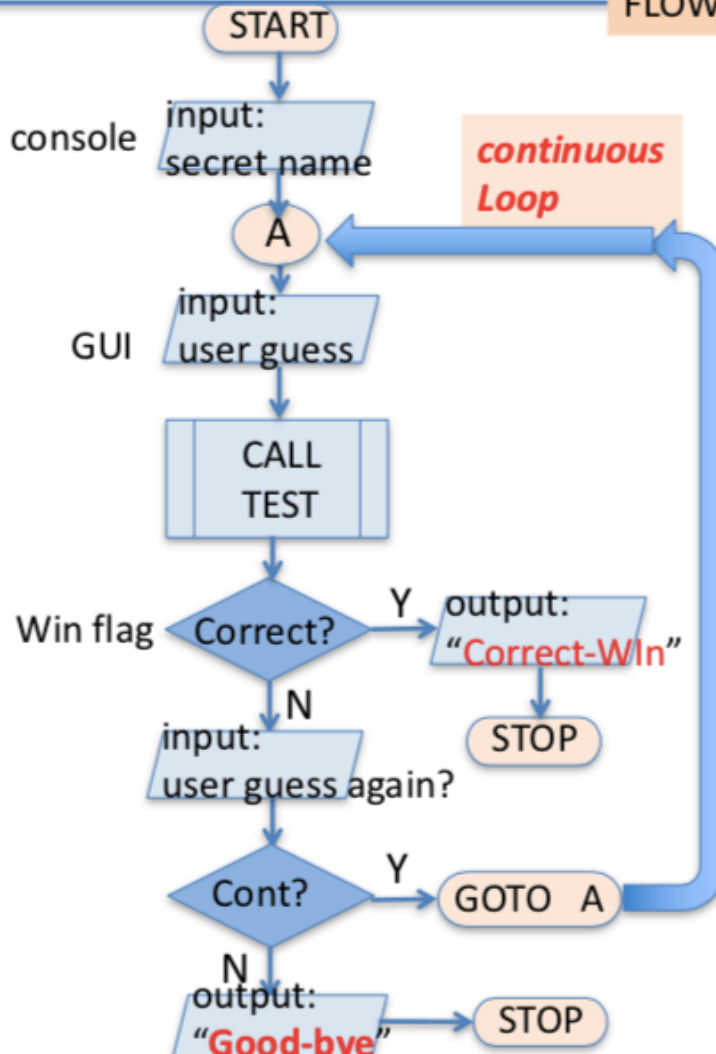 FLOW
START
console
input:
secret name
continuous
Loop
A
GUI
input:
user guess
CALL
TEST
Win flag
Correct?
Y
output:
“Correct-WIn”
N
STOP
input:
user guess again?
Cont?
Y
GOTO A
N
output:
“Good-bye”
STOP